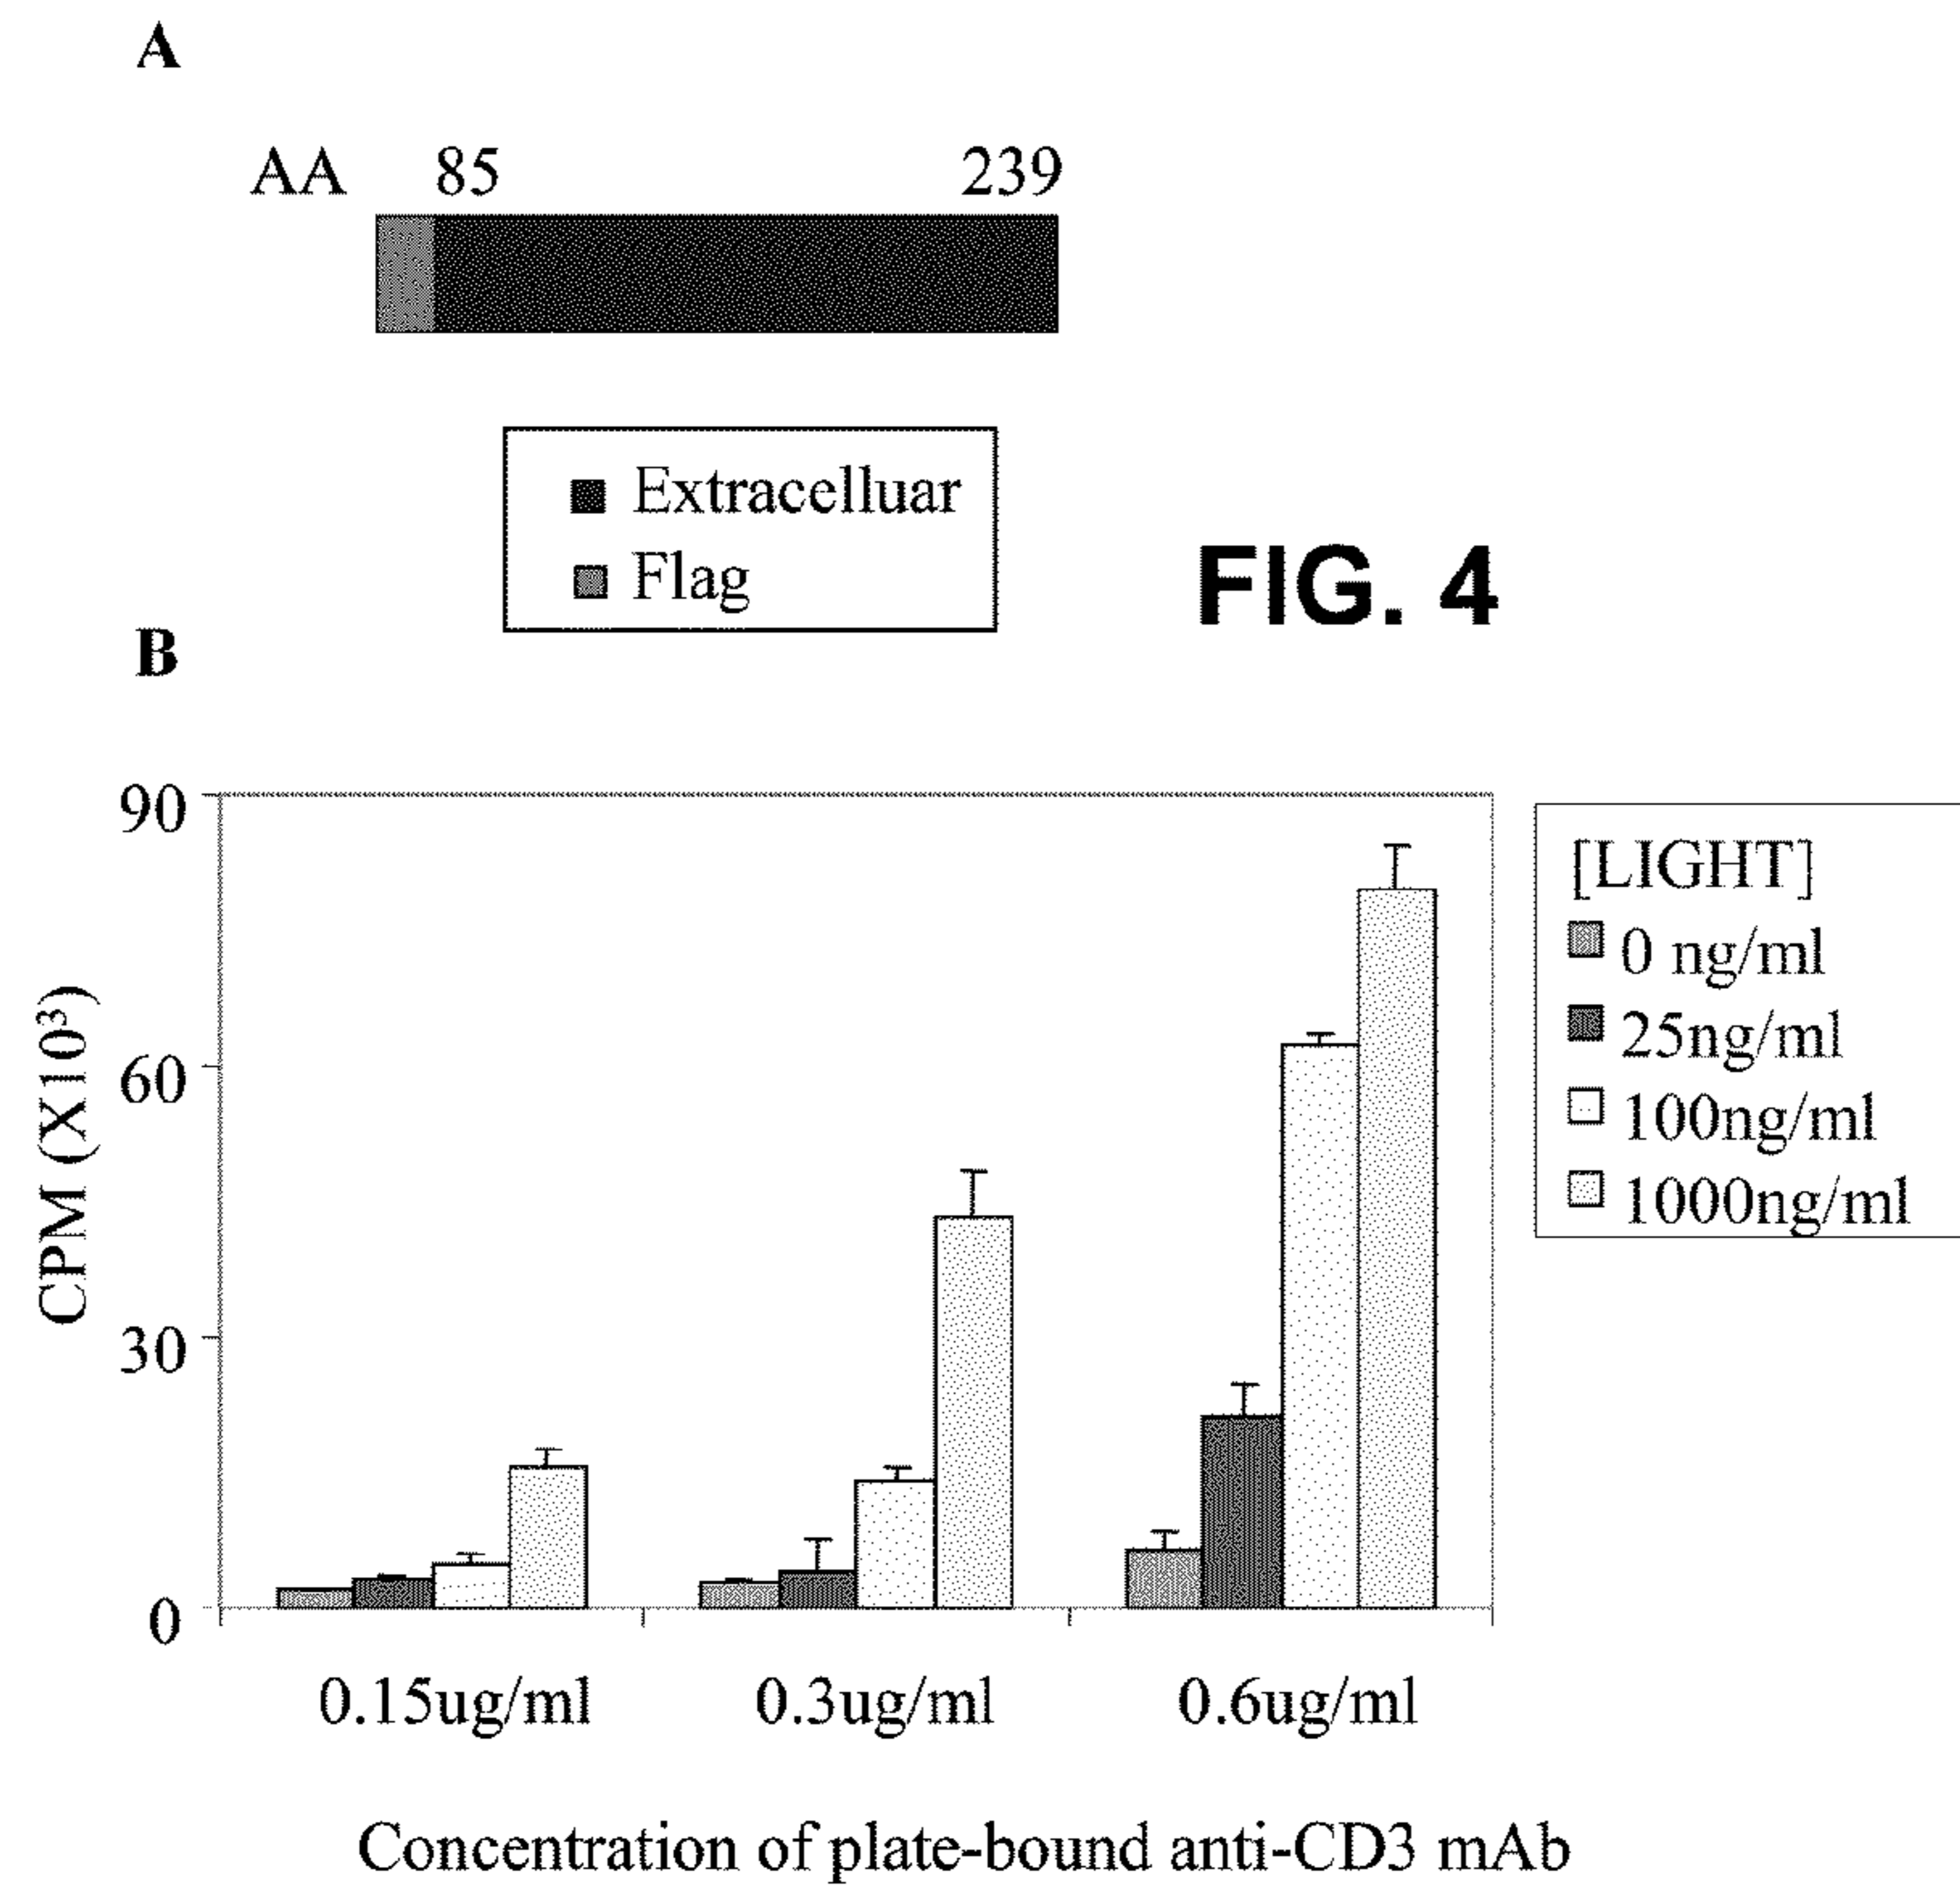 A
AA 85 239
Extracelluar
Flag
FIG. 4
B
90
60
30
0
CPM (X10³)
[LIGHT]
0 ng/ml
25ng/ml
100ng/ml
1000ng/ml
0.15ug/ml 0.3ug/ml 0.6ug/ml
Concentration of plate-bound anti-CD3 mAb